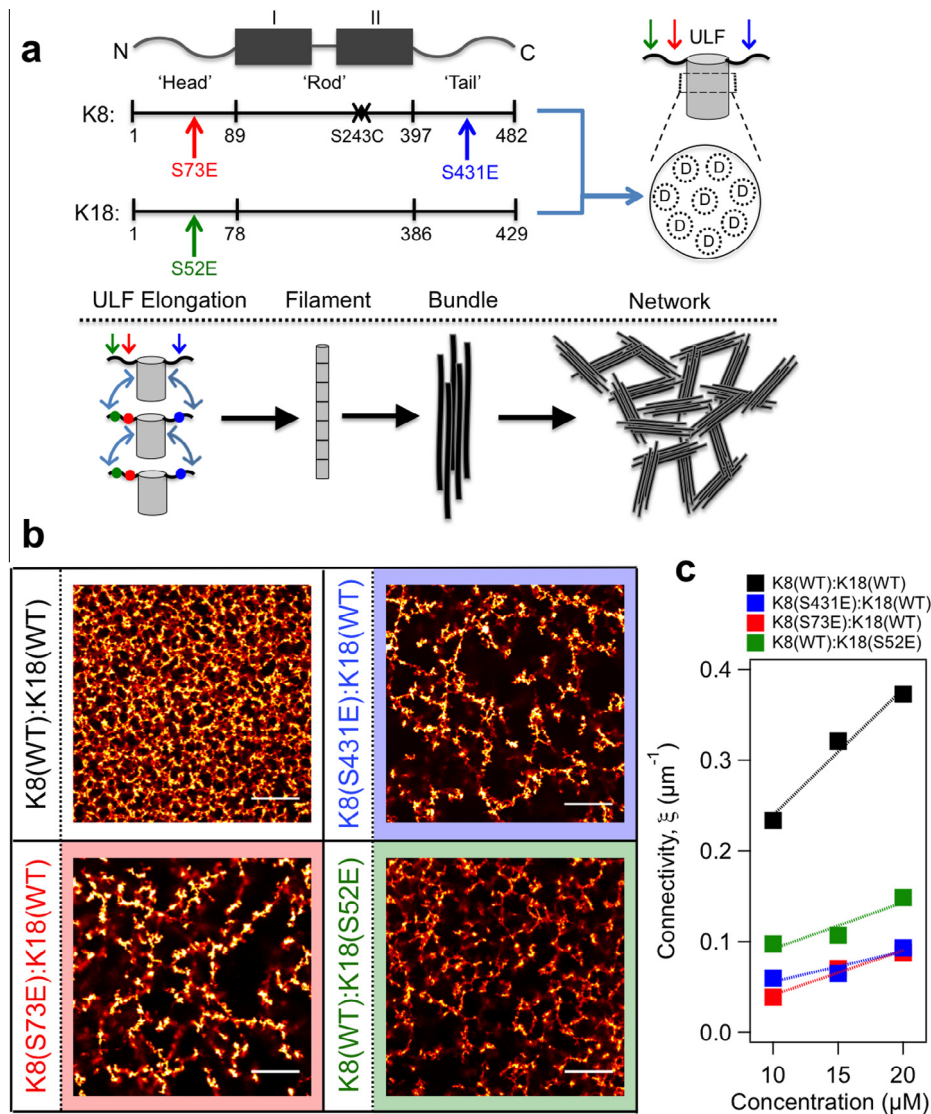 a
N
I
II
C
ULF
'Head'
'Rod'
'Tail'
K8:
1
89
S243C
397
482
S73E
S431E
K18:
1
78
386
429
S52E
D D D D D D D D
ULF Elongation
Filament
Bundle
Network
b
K8(WT):K18(WT)
K8(S431E):K18(WT)
K8(S73E):K18(WT)
K8(WT):K18(S52E)
c
K8(WT):K18(WT)
K8(S431E):K18(WT)
K8(S73E):K18(WT)
K8(WT):K18(S52E)
Connectivity, ξ (μm⁻¹)
0.4
0.3
0.2
0.1
0.0
10 15 20
Concentration (μM)